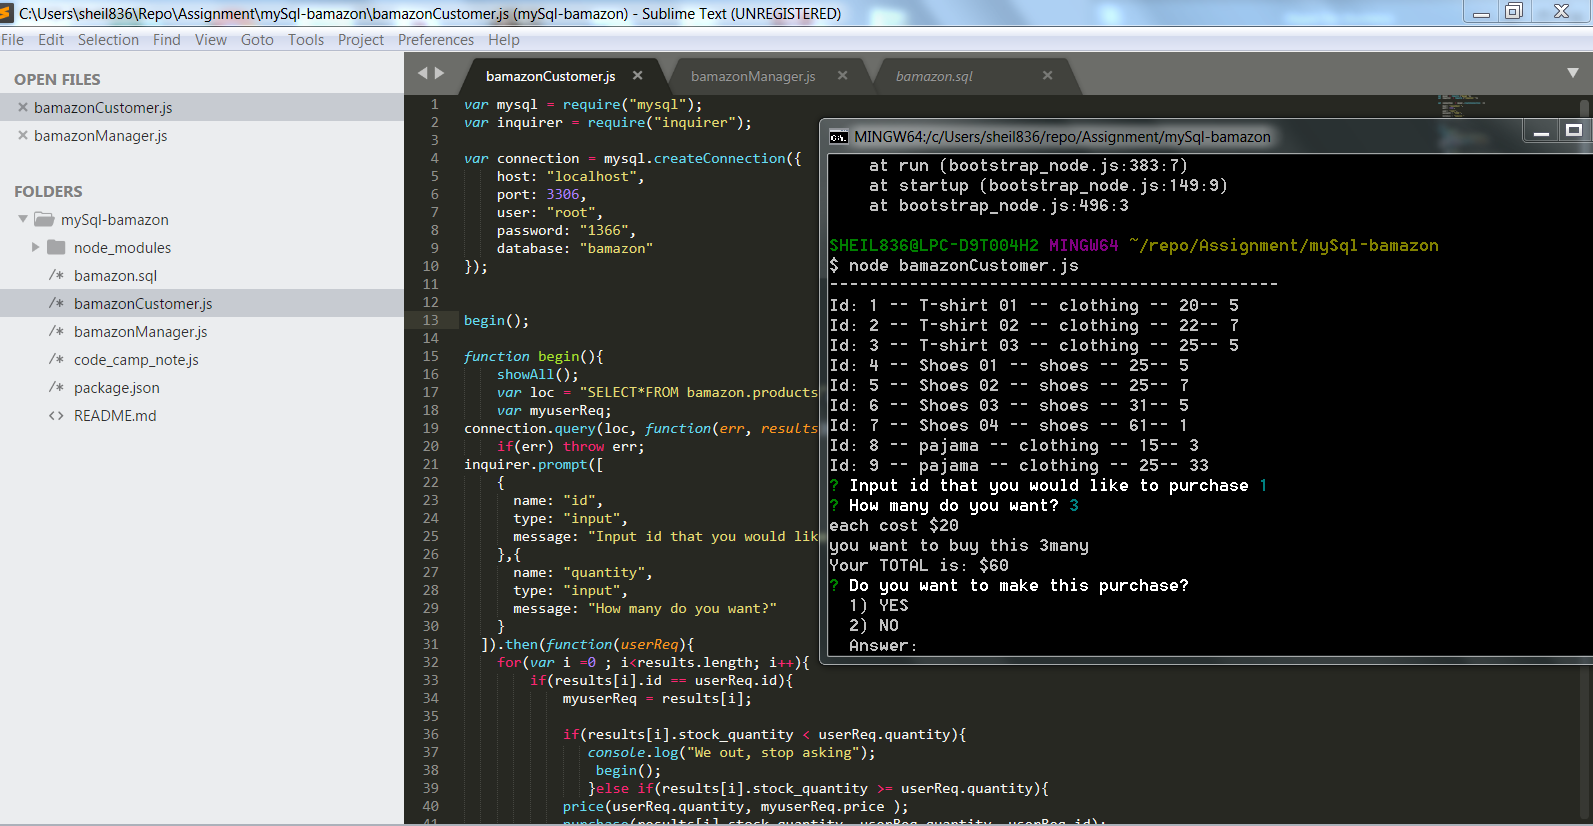 C:\Users\sheil836\Repo\Assignment\mySql-bamazon\bamazonCustomer.js (mySql-bamazon) - Sublime Text (UNREGISTERED)
File Edit Selection Find View Goto Tools Project Preferences Help
OPEN FILES
bamazonCustomer.js
bamazonManager.js
FOLDERS
mySql-bamazon
node_modules
/* bamazon.sql
/* bamazonCustomer.js
/* bamazonManager.js
/* code_camp_note.js
/* package.json
<> README.md
bamazonCustomer.js bamazonManager.js bamazon.sql
1 var mysql = require("mysql");
2 var inquirer = require("inquirer");
3
4 var connection = mysql.createConnection({
5 host: "localhost",
6 port: 3306,
7 user: "root",
8 password: "1366",
9 database: "bamazon"
10 });
11
12
13 begin();
14
15 function begin(){
16 showAll();
17 var loc = "SELECT*FROM bamazon.products
18 var myuserReq;
19 connection.query(loc, function(err, results
20 if(err) throw err;
21 inquirer.prompt([
22 {
23 name: "id",
24 type: "input",
25 message: "Input id that you would lik
26 },{
27 name: "quantity",
28 type: "input",
29 message: "How many do you want?"
30 }
31 ]).then(function(userReq){
32 for(var i =0 ; i<results.length; i++){
33 if(results[i].id == userReq.id){
34 myuserReq = results[i];
35
36 if(results[i].stock_quantity < userReq.quantity){
37 console.log("We out, stop asking");
38 begin();
39 }else if(results[i].stock_quantity >= userReq.quantity){
40 price(userReq.quantity, myuserReq.price );
41 purchase(results[i].stock_quantity, userReq.quantity, userReq.id);
MINGW64:/c/Users/sheil836/repo/Assignment/mySql-bamazon
at run (bootstrap_node.js:383:7)
at startup (bootstrap_node.js:149:9)
at bootstrap_node.js:496:3
SHEIL836@LPC-D9T004H2 MINGW64 ~/repo/Assignment/mySql-bamazon
$ node bamazonCustomer.js
---------------------------------------------
Id: 1 -- T-shirt 01 -- clothing -- 20-- 5
Id: 2 -- T-shirt 02 -- clothing -- 22-- 7
Id: 3 -- T-shirt 03 -- clothing -- 25-- 5
Id: 4 -- Shoes 01 -- shoes -- 25-- 5
Id: 5 -- Shoes 02 -- shoes -- 25-- 7
Id: 6 -- Shoes 03 -- shoes -- 31-- 5
Id: 7 -- Shoes 04 -- shoes -- 61-- 1
Id: 8 -- pajama -- clothing -- 15-- 3
Id: 9 -- pajama -- clothing -- 25-- 33
? Input id that you would like to purchase 1
? How many do you want? 3
each cost $20
you want to buy this 3many
Your TOTAL is: $60
? Do you want to make this purchase?
1) YES
2) NO
Answer: